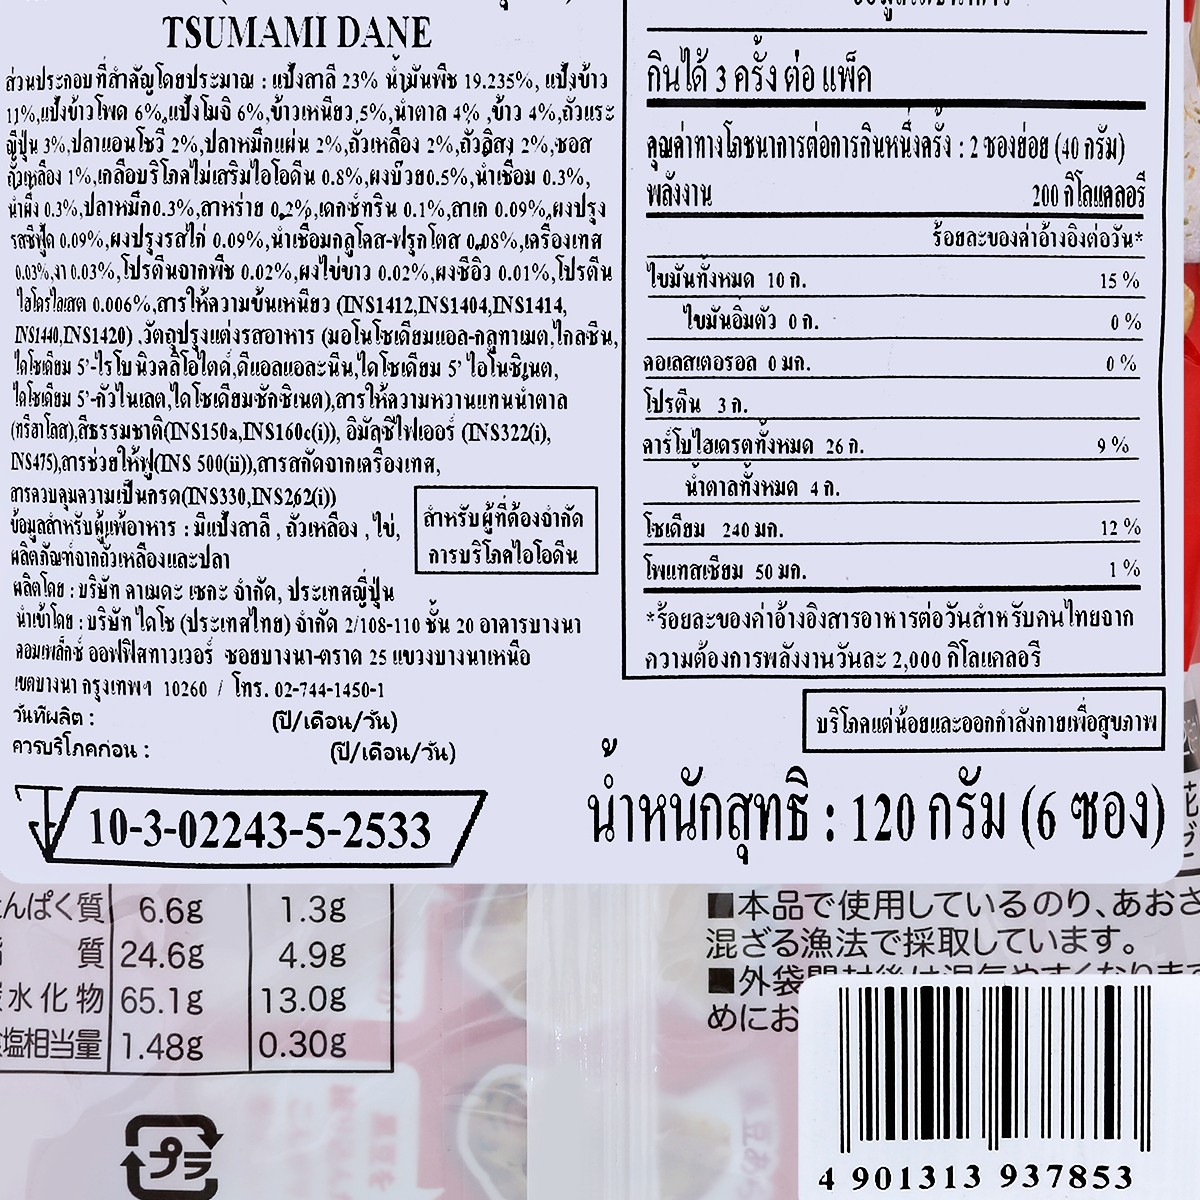 TSUMAMI DANE
ส่วนประกอบที่สำคัญโดยประมาณ : แป้งสาลี 23% น้ำมันพืช 19.235%, แป้งข้าว
11%,แป้งข้าวโพด 6%,แป้งโมจิ 6%,ข้าวเหนียว,5%,น้ำตาล 4% ,ข้าว 4%,ถั่วแระ
ญี่ปุ่น 3%,ปลาแอนโชวี่ 2%,ปลาหมึกแผ่น 2%,ถั่วเหลือง 2%,ถั่วลิสง 2%,ซอส
ถั่วเหลือง 1%,เกลือบริโภคไม่เสริมไอโอดีน 0.8%,ผงบ๊วย0.5%,น้ำเชื่อม 0.3%,
น้ำผึ้ง 0.3%,ปลาหมึก0.3%,สาหร่าย 0.2%,เดกซ์ทริน 0.1%,สาเก 0.09%,ผงปรุง
รสซีฟู้ด 0.09%,ผงปรุงรสไก่ 0.09%,น้ำเชื่อมกลูโคส-ฟรุกโตส 0.08%,เครื่องเทศ
0.03%,งา 0.03%,โปรตีนจากพืช 0.02%,ผงไข่ขาว 0.02%,ผงซีอิ๊ว 0.01%,โปรตีน
ไฮโดรไลเสต 0.006%,สารให้ความข้นเหนียว (INS1412,INS1404,INS1414,
INS1440,INS1420) ,วัตถุปรุงแต่งรสอาหาร (มอโนโซเดียมแอล-กลูทาเมต,ไกลซีน,
ไดโซเดียม 5'-ไรโบนิวคลีโอไตด์,ดีแอลแอละนีน,ไดโซเดียม 5' ไอโนซิเนต,
ไดโซเดียม 5'-กัวไนเลต,ไดโซเดียมซักซิเนต),สารให้ความหวานแทนน้ำตาล
(ทรีฮาโลส),สีธรรมชาติ(INS150a,INS160c(i)), อิมัลซิไฟเออร์ (INS322(i),
INS475),สารช่วยให้ฟู(INS 500(ii)),สารสกัดจากเครื่องเทศ,
สารควบคุมความเป็นกรด(INS330,INS262(i))
ข้อมูลสำหรับผู้แพ้อาหาร : มีแป้งสาลี , ถั่วเหลือง , ไข่,
ผลิตภัณฑ์จากถั่วเหลืองและปลา
สำหรับผู้ที่ต้องจำกัด
การบริโภคไอโอดีน
ผลิตโดย : บริษัท คาเมดะ เซกะ จำกัด, ประเทศญี่ปุ่น
นำเข้าโดย : บริษัท ไดโซ (ประเทศไทย) จำกัด 2/108-110 ชั้น 20 อาคารบางนา
คอมเพล็กซ์ ออฟฟิศทาวเวอร์ ซอยบางนา-ตราด 25 แขวงบางนาเหนือ
เขตบางนา กรุงเทพฯ 10260 / โทร. 02-744-1450-1
วันที่ผลิต : (ปี/เดือน/วัน)
ควรบริโภคก่อน : (ปี/เดือน/วัน)
10-3-02243-5-2533
กินได้ 3 ครั้ง ต่อ แพ็ค
คุณค่าทางโภชนาการต่อการกินหนึ่งครั้ง : 2 ซองย่อย (40 กรัม)
พลังงาน 200 กิโลแคลอรี
ร้อยละของค่าอ้างอิงต่อวัน*
ไขมันทั้งหมด 10 ก. 15 %
ไขมันอิ่มตัว 0 ก. 0 %
คอเลสเตอรอล 0 มก. 0 %
โปรตีน 3 ก.
คาร์โบไฮเดรตทั้งหมด 26 ก. 9 %
น้ำตาลทั้งหมด 4 ก.
โซเดียม 240 มก. 12 %
โพแทสเซียม 50 มก. 1 %
*ร้อยละของค่าอ้างอิงสารอาหารต่อวันสำหรับคนไทยจาก
ความต้องการพลังงานวันละ 2,000 กิโลแคลอรี
บริโภคแต่น้อยและออกกำลังกายเพื่อสุขภาพ
น้ำหนักสุทธิ : 120 กรัม (6 ซอง)
んぱく質 6.6g 1.3g
質 24.6g 4.9g
水化物 65.1g 13.0g
塩相当量 1.48g 0.30g
プラ
■本品で使用しているのり、あおさ
混ざる漁法で採取しています。
■外袋開封後は湿気やすくなります
めにお
4 901313 937853